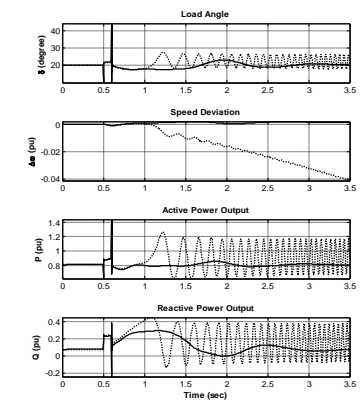 Load Angle
δ (degree)
40
30
20
0 0.5 1 1.5 2 2.5 3 3.5
Speed Deviation
Δω (pu)
0
-0.02
-0.04
0 0.5 1 1.5 2 2.5 3 3.5
Active Power Output
P (pu)
1.4
1.2
1
0.8
0 0.5 1 1.5 2 2.5 3 3.5
Reactive Power Output
Q (pu)
0.4
0.2
0
-0.2
0 0.5 1 1.5 2 2.5 3 3.5
Time (sec)